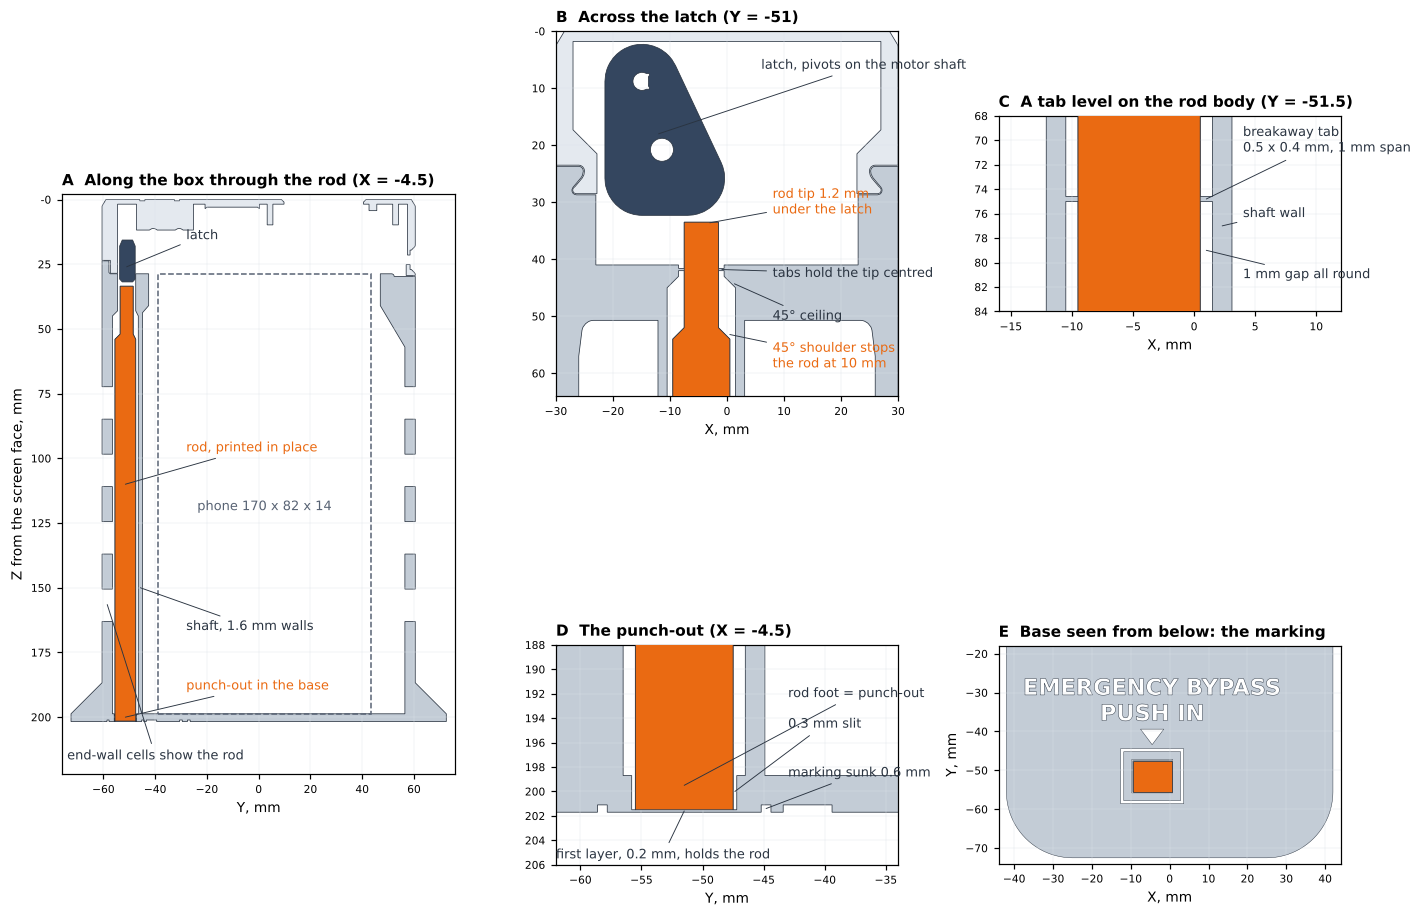 A  Along the box through the rod (X = -4.5)
-0
25
50
75
100
125
150
175
200
Z from the screen face, mm
latch
rod, printed in place
phone 170 x 82 x 14
shaft, 1.6 mm walls
punch-out in the base
end-wall cells show the rod
−60
−40
−20
0
20
40
60
Y, mm
B  Across the latch (Y = -51)
-0
10
20
30
40
50
60
latch, pivots on the motor shaft
rod tip 1.2 mm
under the latch
tabs hold the tip centred
45° ceiling
45° shoulder stops
the rod at 10 mm
−30
−20
−10
0
10
20
30
X, mm
C  A tab level on the rod body (Y = -51.5)
68
70
72
74
76
78
80
82
84
breakaway tab
0.5 x 0.4 mm, 1 mm span
shaft wall
1 mm gap all round
−15
−10
−5
0
5
10
X, mm
D  The punch-out (X = -4.5)
188
190
192
194
196
198
200
202
204
206
rod foot = punch-out
0.3 mm slit
marking sunk 0.6 mm
first layer, 0.2 mm, holds the rod
−60
−55
−50
−45
−40
−35
Y, mm
E  Base seen from below: the marking
−20
−30
−40
−50
−60
−70
Y, mm
EMERGENCY BYPASS
PUSH IN
−40
−30
−20
−10
0
10
20
30
40
X, mm